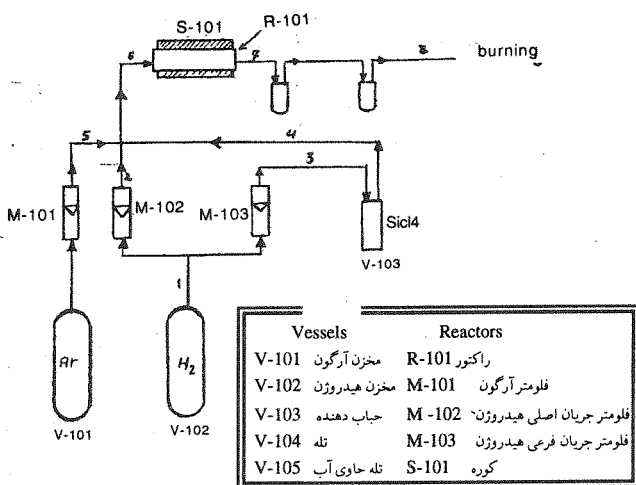 S-101
R-101
6
7
8
burning
5
4
2
3
M-101
M-102
M-103
Sicl4
V-103
1
Ar
H2
V-101
V-102
Vessels Reactors
V-101 مخزن آرگون R-101 راکتور
V-102 مخزن هیدروژن M-101 فلومتر آرگون
V-103 حباب دهنده M -102 فلومتر جریان اصلی هیدروژن
V-104 تله M-103 فلومتر جریان فرعی هیدروژن
V-105 تله حاوی آب S-101 کوره